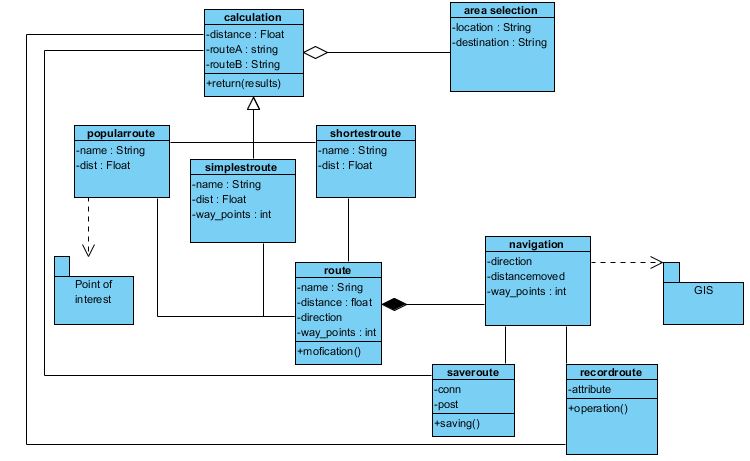 calculation
-distance : Float
-routeA : string
-routeB : String
+return(results)
area selection
-location : String
-destination : String
popularroute
-name : String
-dist : Float
simplestroute
-name : String
-dist : Float
-way_points : int
shortestroute
-name : String
-dist : Float
Point of
interest
route
-name : Sring
-distance : float
-direction
-way_points : int
+mofication()
navigation
-direction
-distancemoved
-way_points : int
GIS
saveroute
-conn
-post
+saving()
recordroute
-attribute
+operation()